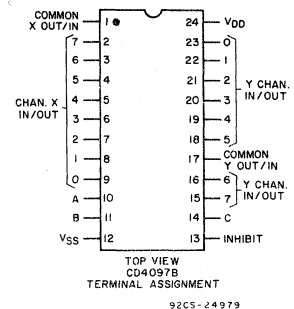 COMMON X OUT/IN 1 24 VDD
7 2 23 0
6 3 22 1
5 4 21 2
4 5 20 3
3 6 19 4
2 7 18 5
1 8 17 COMMON Y OUT/IN
0 9 16 6
A 10 15 7
B 11 14 C
VSS 12 13 INHIBIT
CHAN. X IN/OUT
Y CHAN. IN/OUT
Y CHAN. IN/OUT
TOP VIEW
CD4097B
TERMINAL ASSIGNMENT
92CS-24979